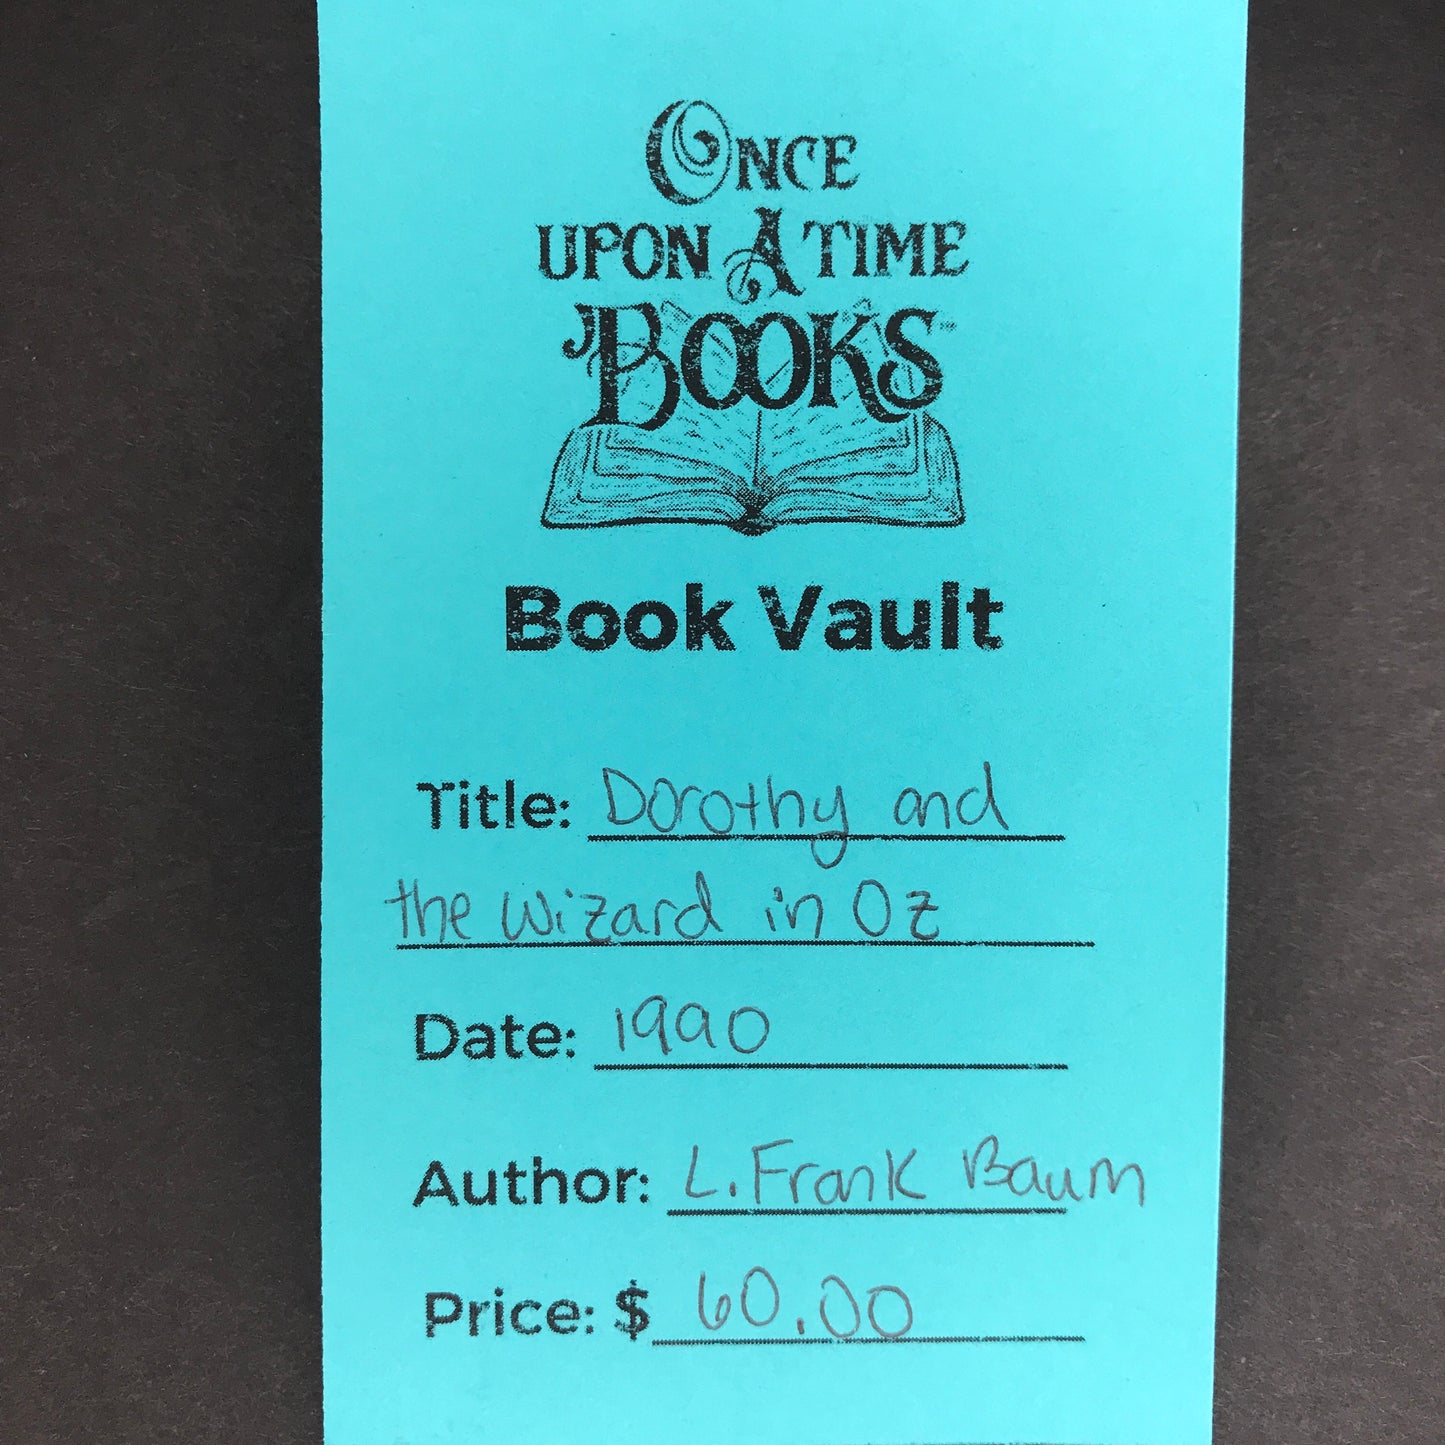 ONCE
UPON A TIME
BOOKS
Book Vault
Title: Dorothy and
the Wizard in Oz
Date: 1990
Author: L. Frank Baum
Price: $ 60.00